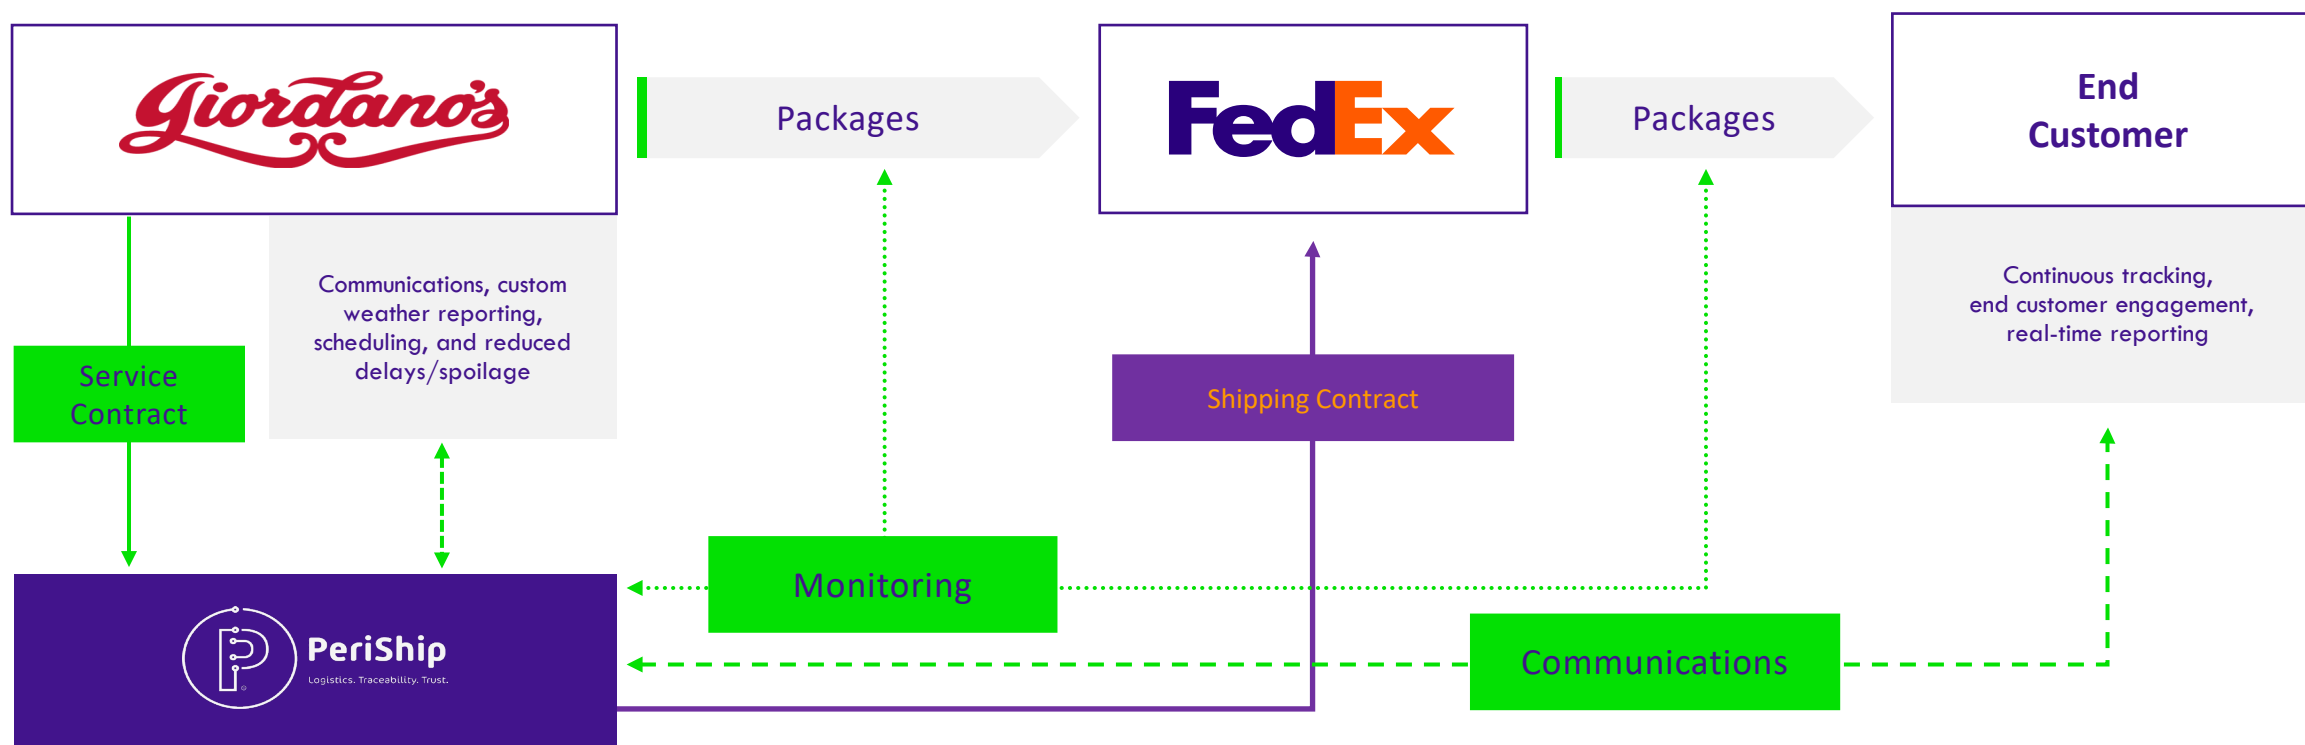 Giordano's
Packages
FedEx
Packages
End
Customer
Communications, custom
weather reporting,
scheduling, and reduced
delays/spoilage
Continuous tracking,
end customer engagement,
real-time reporting
Service
Contract
Shipping Contract
Monitoring
PeriShip
Logistics. Traceability. Trust.
Communications